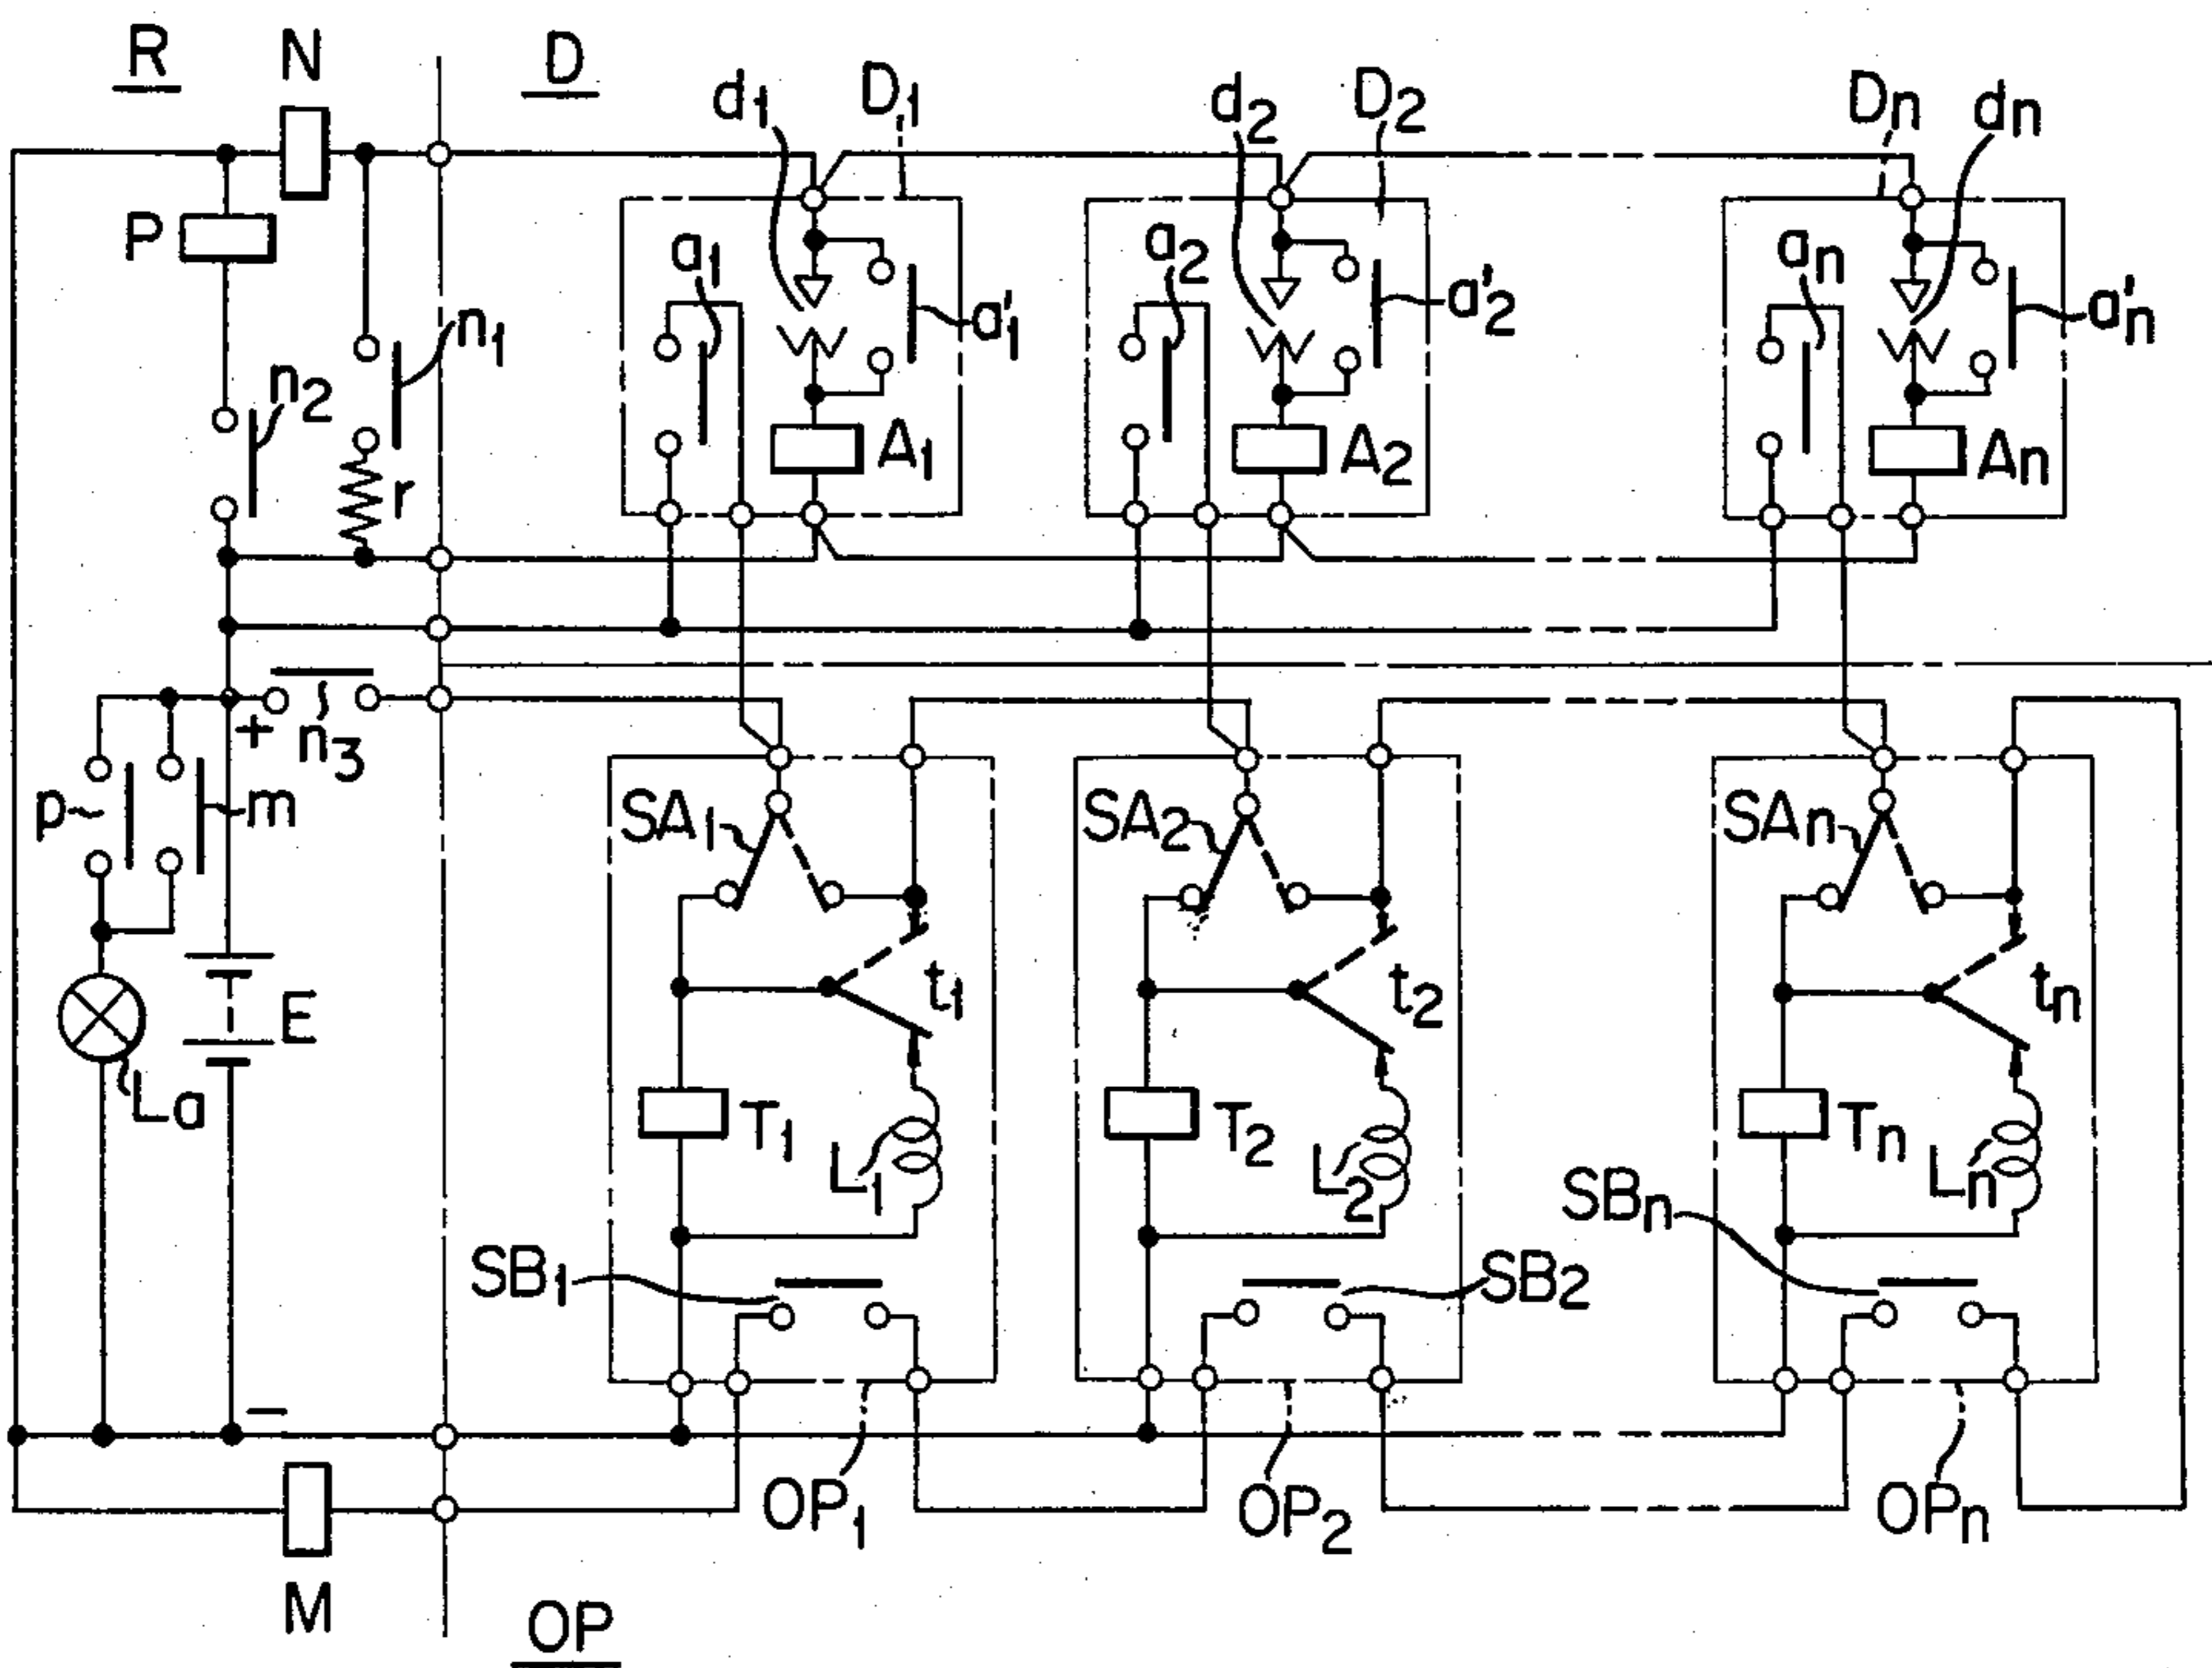 R N D d1 D1 d2 D2 Dn dn
P a1 a'1 a2 a'2 an a'n
n1
n2
r A1 A2 An
+ n3
p m SA1 SA2 SAn
E t1 t2 tn
La T1 L1 T2 L2 Tn Ln
SB1 SB2 SBn
−
OP1 OP2 OPn
M
OP